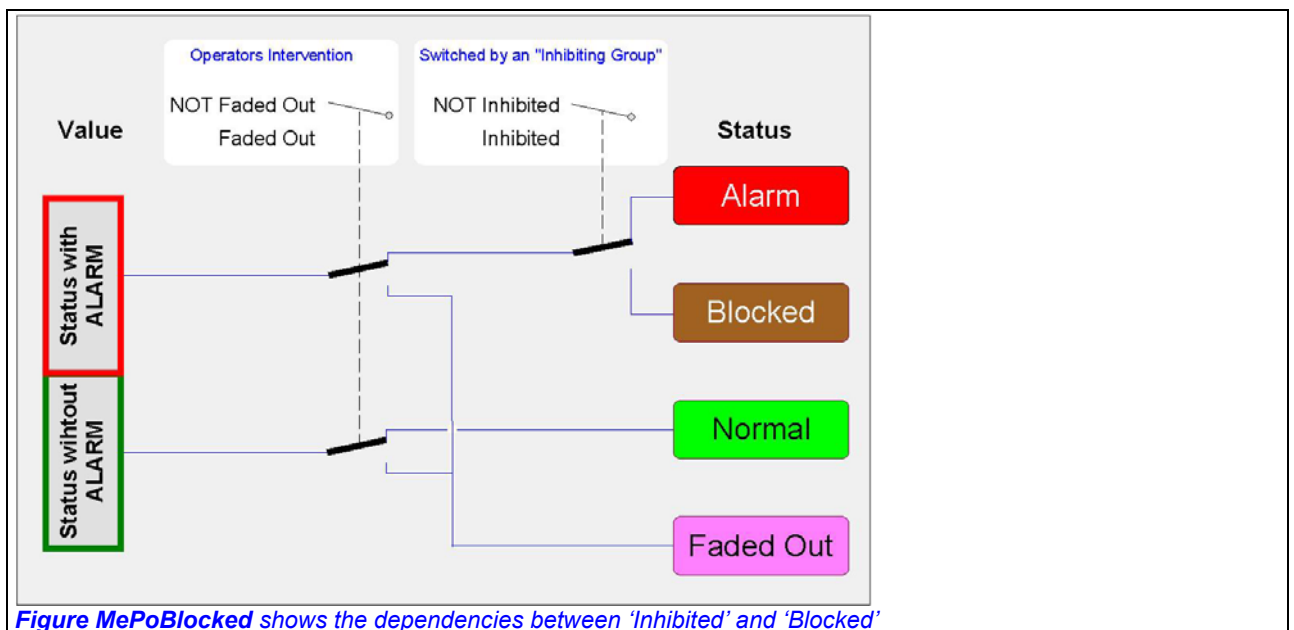 Operators Intervention
Switched by an "Inhibiting Group"
NOT Faded Out
Faded Out
NOT Inhibited
Inhibited
Value
Status
Status with
ALARM
Status wihtout
ALARM
Alarm
Blocked
Normal
Faded Out
Figure MePoBlocked shows the dependencies between ‘Inhibited’ and ‘Blocked’